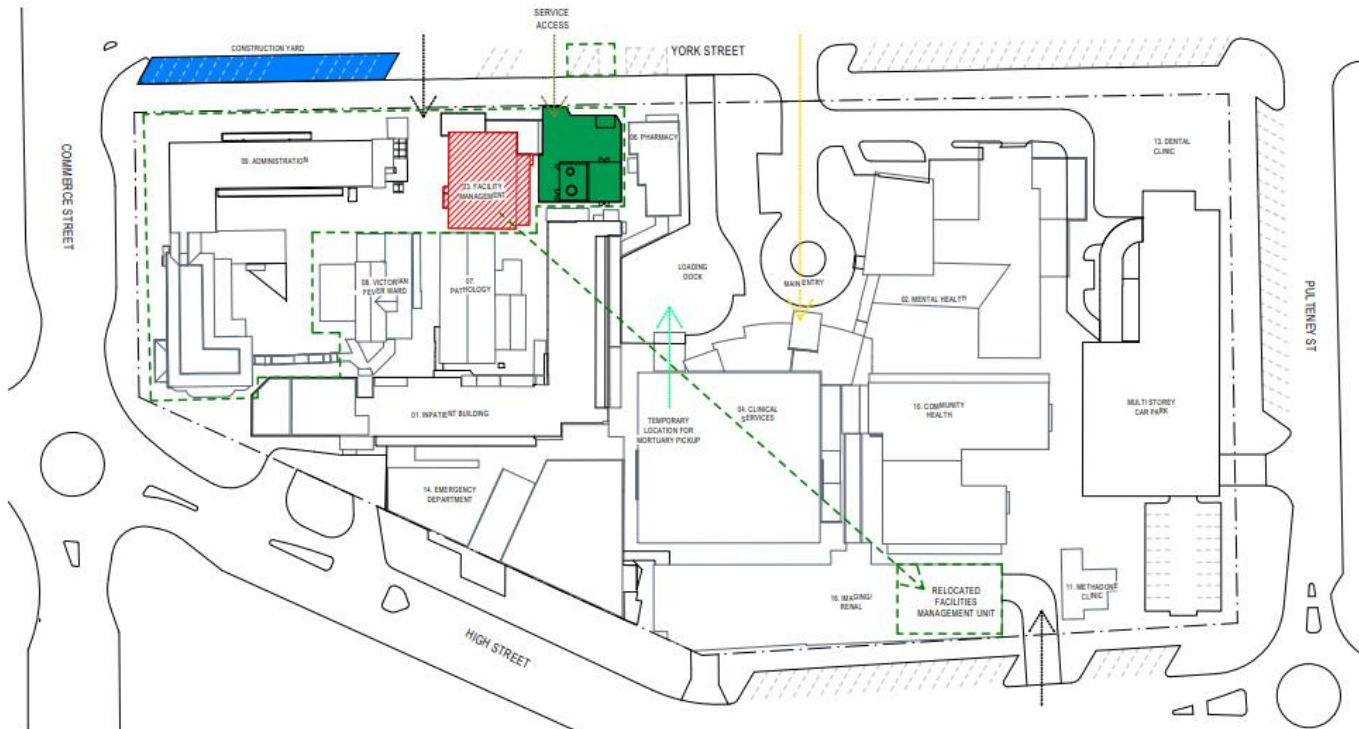 SERVICE
ACCESS
CONSTRUCTION YARD
YORK STREET
COMMERCE STREET
09. ADMINISTRATION
03. FACILITY
MANAGEMENT
06. PHARMACY
13. DENTAL
CLINIC
LOADING
DOCK
MAIN ENTRY
08. VICTORIAN
FEVER WARD
07.
PATHOLOGY
02. MENTAL HEALTH
PULTENEY ST
01. INPATIENT BUILDING
TEMPORARY
LOCATION FOR
MORTUARY PICKUP
04. CLINICAL
SERVICES
10. COMMUNITY
HEALTH
MULTI STOREY
CAR PARK
14. EMERGENCY
DEPARTMENT
16. IMAGING/
RENAL
RELOCATED
FACILITIES
MANAGEMENT UNIT
11. METHADONE
CLINIC
HIGH STREET